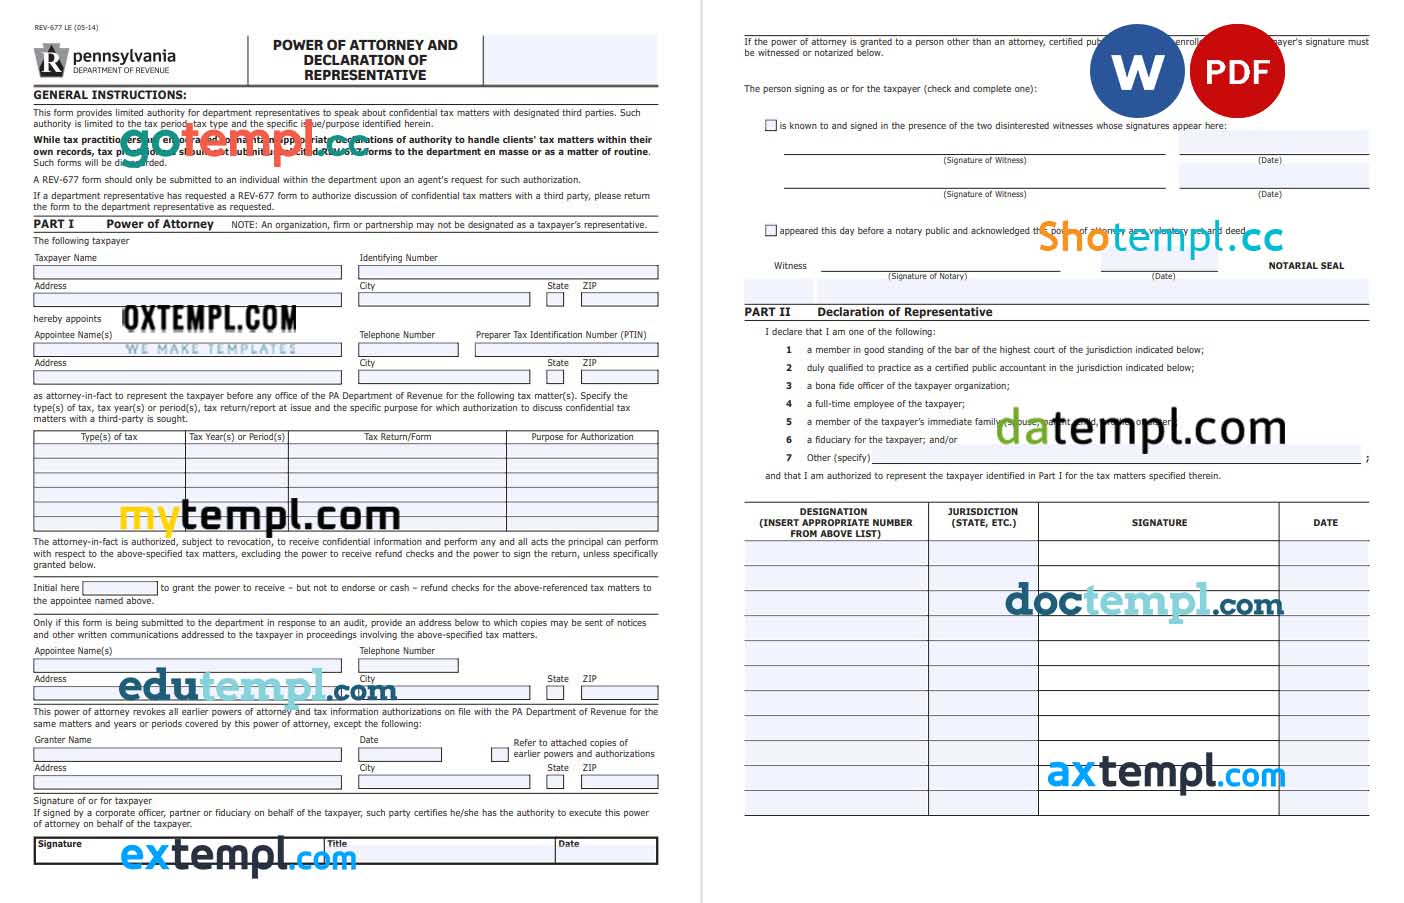 REV-677 LE (05-14)
pennsylvania
DEPARTMENT OF REVENUE
POWER OF ATTORNEY AND
DECLARATION OF
REPRESENTATIVE
GENERAL INSTRUCTIONS:
This form provides limited authority for department representatives to speak about confidential tax matters with designated third parties. Such
authority is limited to the tax period, tax type and the specific issue/purpose identified herein.
While tax practitioners are encouraged to maintain appropriate declarations of authority to handle clients' tax matters within their
own records, tax practitioners should not submit unsolicited REV-677 forms to the department en masse or as a matter of routine.
Such forms will be discarded.
gotempl.cc
A REV-677 form should only be submitted to an individual within the department upon an agent's request for such authorization.
If a department representative has requested a REV-677 form to authorize discussion of confidential tax matters with a third party, please return
the form to the department representative as requested.
PART I Power of Attorney NOTE: An organization, firm or partnership may not be designated as a taxpayer's representative.
The following taxpayer
Taxpayer Name Identifying Number
Address City State ZIP
hereby appoints
OXTEMPL.COM
WE MAKE TEMPLATES
Appointee Name(s) Telephone Number Preparer Tax Identification Number (PTIN)
Address City State ZIP
as attorney-in-fact to represent the taxpayer before any office of the PA Department of Revenue for the following tax matter(s). Specify the
type(s) of tax, tax year(s) or period(s), tax return/report at issue and the specific purpose for which authorization to discuss confidential tax
matters with a third-party is sought.
Type(s) of tax Tax Year(s) or Period(s) Tax Return/Form Purpose for Authorization
mytempl.com
The attorney-in-fact is authorized, subject to revocation, to receive confidential information and perform any and all acts the principal can perform
with respect to the above-specified tax matters, excluding the power to receive refund checks and the power to sign the return, unless specifically
granted below.
Initial here to grant the power to receive – but not to endorse or cash – refund checks for the above-referenced tax matters to
the appointee named above.
Only if this form is being submitted to the department in response to an audit, provide an address below to which copies may be sent of notices
and other written communications addressed to the taxpayer in proceedings involving the above-specified tax matters.
Appointee Name(s) Telephone Number
Address City State ZIP
edutempl.com
This power of attorney revokes all earlier powers of attorney and tax information authorizations on file with the PA Department of Revenue for the
same matters and years or periods covered by this power of attorney, except the following:
Granter Name Date Refer to attached copies of
earlier powers and authorizations
Address City State ZIP
Signature of or for taxpayer
If signed by a corporate officer, partner or fiduciary on behalf of the taxpayer, such party certifies he/she has the authority to execute this power
of attorney on behalf of the taxpayer.
Signature Title Date
extempl.com
If the power of attorney is granted to a person other than an attorney, certified enroll taxpayer's signature must
be witnessed or notarized below.
W PDF
The person signing as or for the taxpayer (check and complete one):
is known to and signed in the presence of the two disinterested witnesses whose signatures appear here:
(Signature of Witness) (Date)
(Signature of Witness) (Date)
appeared this day before a notary public and acknowledged this power of attorney as a voluntary act and deed.
Shotempl.cc
Witness NOTARIAL SEAL
(Signature of Notary) (Date)
PART II Declaration of Representative
I declare that I am one of the following:
1 a member in good standing of the bar of the highest court of the jurisdiction indicated below;
2 duly qualified to practice as a certified public accountant in the jurisdiction indicated below;
3 a bona fide officer of the taxpayer organization;
4 a full-time employee of the taxpayer;
5 a member of the taxpayer's immediate family (spouse, parent, child, brother or sister);
6 a fiduciary for the taxpayer; and/or
7 Other (specify) ;
datempl.com
and that I am authorized to represent the taxpayer identified in Part I for the tax matters specified therein.
DESIGNATION
(INSERT APPROPRIATE NUMBER
FROM ABOVE LIST) JURISDICTION
(STATE, ETC.) SIGNATURE DATE
doctempl.com
axtempl.com